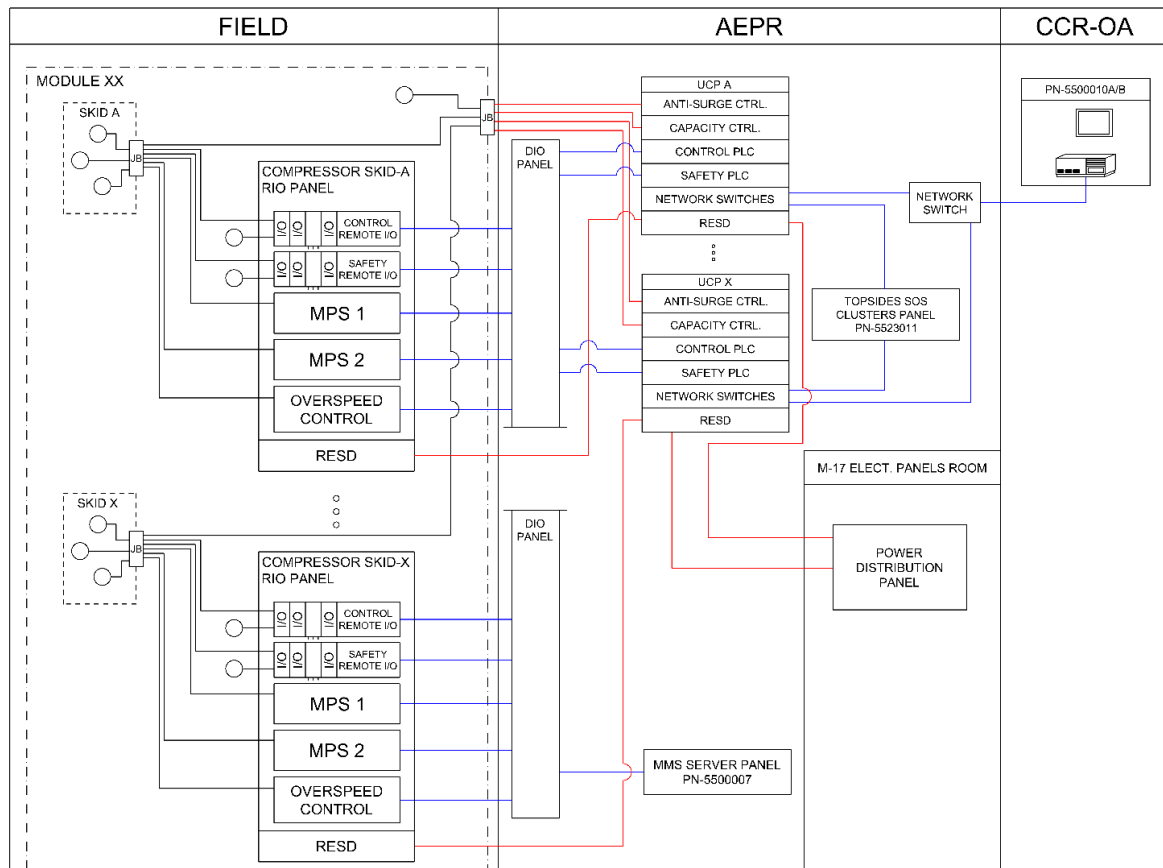 FIELD
AEPR
CCR-OA
MODULE XX
SKID A
JB
JB
COMPRESSOR SKID-A
RIO PANEL
I/O I/O I/O CONTROL
REMOTE I/O
I/O I/O I/O SAFETY
REMOTE I/O
MPS 1
MPS 2
OVERSPEED
CONTROL
RESD
SKID X
JB
COMPRESSOR SKID-X
RIO PANEL
I/O I/O I/O CONTROL
REMOTE I/O
I/O I/O I/O SAFETY
REMOTE I/O
MPS 1
MPS 2
OVERSPEED
CONTROL
RESD
DIO
PANEL
DIO
PANEL
UCP A
ANTI-SURGE CTRL.
CAPACITY CTRL.
CONTROL PLC
SAFETY PLC
NETWORK SWITCHES
RESD
UCP X
ANTI-SURGE CTRL.
CAPACITY CTRL.
CONTROL PLC
SAFETY PLC
NETWORK SWITCHES
RESD
NETWORK
SWITCH
TOPSIDES SOS
CLUSTERS PANEL
PN-5523011
M-17 ELECT. PANELS ROOM
POWER
DISTRIBUTION
PANEL
MMS SERVER PANEL
PN-5500007
PN-5500010A/B